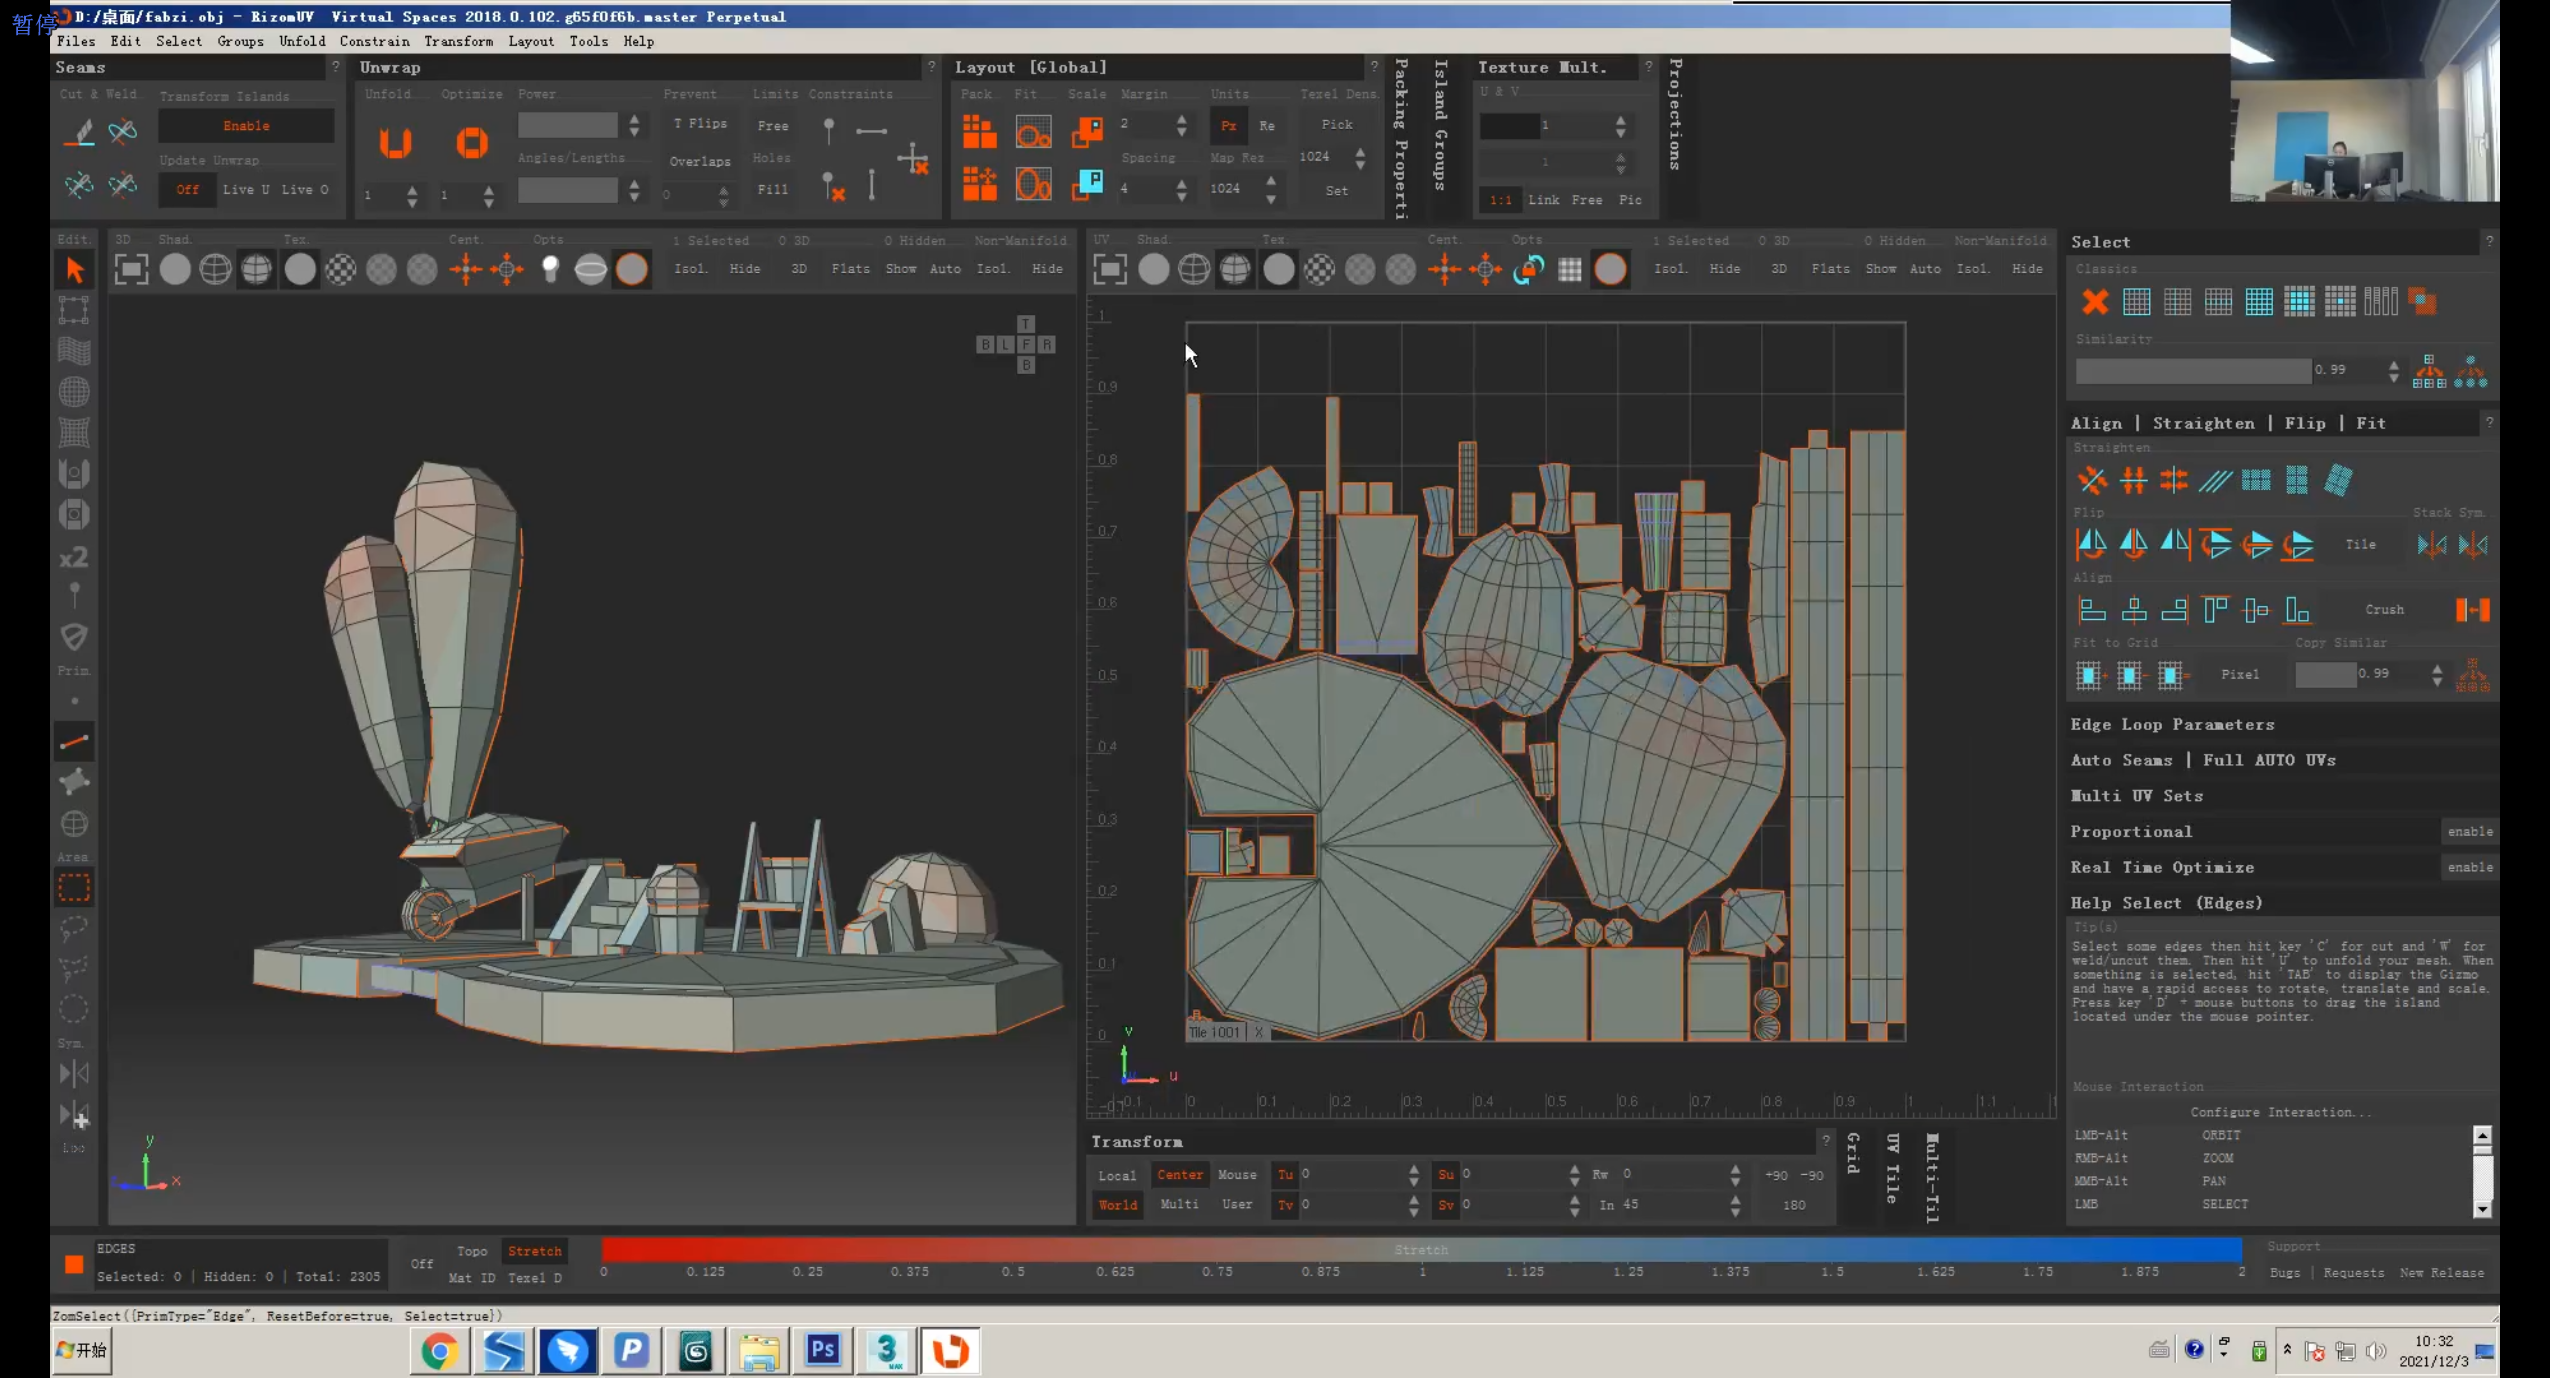 暂停
D:/桌面/fabzi.obj - RizomUV  Virtual Spaces 2018.0.102.g65f0f6b.master Perpetual
Files Edit Select Groups Unfold Constrain Transform Layout Tools Help
Seams ?
Cut & Weld Transform Islands
Enable
Update Unwrap
Off Live U Live O
Unwrap ?
Unfold Optimize Power Prevent Limits Constraints
T Flips Free
Angles/Lengths Overlaps Holes
1 1 0 Fill
Layout [Global] ?
Pack Fit Scale Margin Units Texel Dens.
2 Px Re Pick
Spacing Map Rez 1024
4 1024 Set
Packing Properti
Island Groups
Texture Mult. ?
U & V
1
1
1:1 Link Free Pic
Projections
Edit. 3D Shad. Tex. Cent. Opts 1 Selected 0 3D 0 Hidden Non-Manifold
Isol. Hide 3D Flats Show Auto Isol. Hide
UV Shad. Tex. Cent. Opts 1 Selected 0 3D 0 Hidden Non-Manifold
Isol. Hide 3D Flats Show Auto Isol. Hide
x2
Prim.
Area
Sym.
Loc
T
B L F R
B
y
x
1
0.9
0.8
0.7
0.6
0.5
0.4
0.3
0.2
0.1
0
Tile 1001 X
v
u
-0.1 0 0.1 0.2 0.3 0.4 0.5 0.6 0.7 0.8 0.9 1 1.1
Transform ?
Local Center Mouse Tu 0 Su 0 Rw 0 +90 -90
World Multi User Tv 0 Sv 0 In 45 180
Grid
UV Tile
Multi-Til
Select ?
Classics
Similarity
0.99
Align | Straighten | Flip | Fit ?
Straighten
Flip Stack Sym.
Tile
Align
Crush
Fit to Grid Copy Similar
Pixel 0.99
Edge Loop Parameters
Auto Seams | Full AUTO UVs
Multi UV Sets
Proportional enable
Real Time Optimize enable
Help Select (Edges)
Tip(s)
Select some edges then hit key 'C' for cut and 'W' for
weld/uncut them. Then hit 'U' to unfold your mesh. When
something is selected, hit 'TAB' to display the Gizmo
and have a rapid access to rotate, translate and scale.
Press key 'D' + mouse buttons to drag the island
located under the mouse pointer.
Mouse Interaction
Configure Interaction...
LMB-Alt ORBIT
RMB-Alt ZOOM
MMB-Alt PAN
LMB SELECT
EDGES
Selected: 0 | Hidden: 0 | Total: 2305
Off Topo Stretch
Mat ID Texel D
Stretch
0 0.125 0.25 0.375 0.5 0.625 0.75 0.875 1 1.125 1.25 1.375 1.5 1.625 1.75 1.875 2
Support
Bugs | Requests New Release
ZomSelect({PrimType="Edge", ResetBefore=true, Select=true})
开始
P
Ps
3
MAX
10:32
2021/12/3